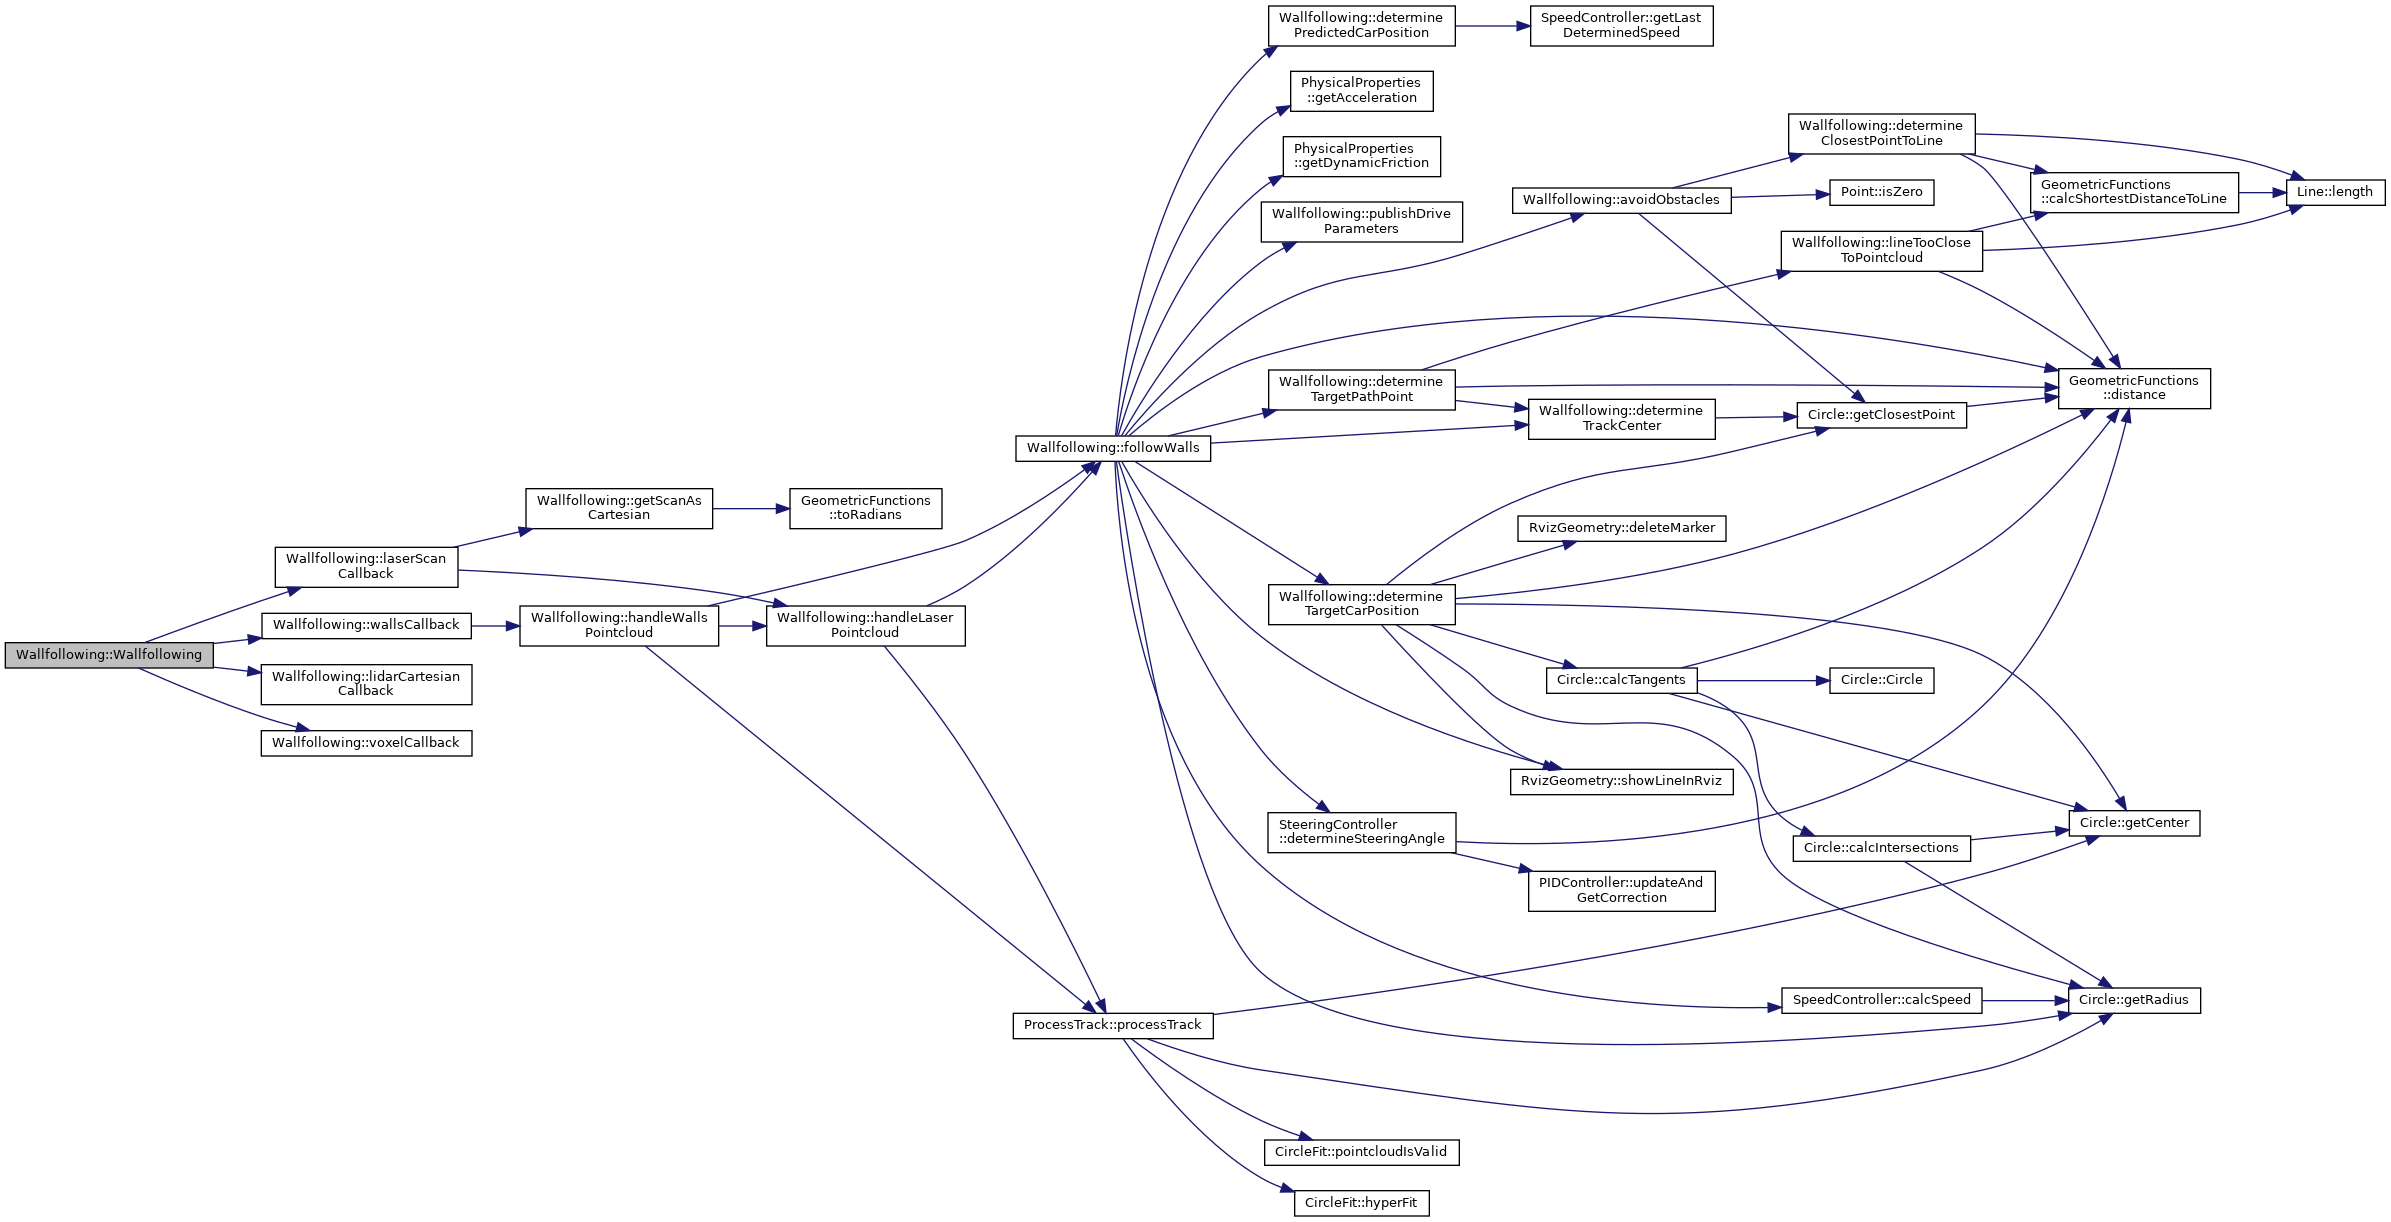 Wallfollowing::determine
PredictedCarPosition
SpeedController::getLast
DeterminedSpeed
PhysicalProperties
::getAcceleration
PhysicalProperties
::getDynamicFriction
Wallfollowing::publishDrive
Parameters
Wallfollowing::avoidObstacles
Wallfollowing::determine
ClosestPointToLine
Point::isZero
GeometricFunctions
::calcShortestDistanceToLine
Line::length
Wallfollowing::lineTooClose
ToPointcloud
GeometricFunctions
::distance
Wallfollowing::determine
TargetPathPoint
Wallfollowing::determine
TrackCenter
Circle::getClosestPoint
Wallfollowing::followWalls
Wallfollowing::getScanAs
Cartesian
GeometricFunctions
::toRadians
RvizGeometry::deleteMarker
Wallfollowing::laserScan
Callback
Wallfollowing::determine
TargetCarPosition
Wallfollowing::wallsCallback
Wallfollowing::handleWalls
Pointcloud
Wallfollowing::handleLaser
Pointcloud
Wallfollowing::Wallfollowing
Wallfollowing::lidarCartesian
Callback
Wallfollowing::voxelCallback
Circle::calcTangents
Circle::Circle
RvizGeometry::showLineInRviz
SteeringController
::determineSteeringAngle
Circle::getCenter
Circle::calcIntersections
PIDController::updateAnd
GetCorrection
SpeedController::calcSpeed
Circle::getRadius
ProcessTrack::processTrack
CircleFit::pointcloudIsValid
CircleFit::hyperFit